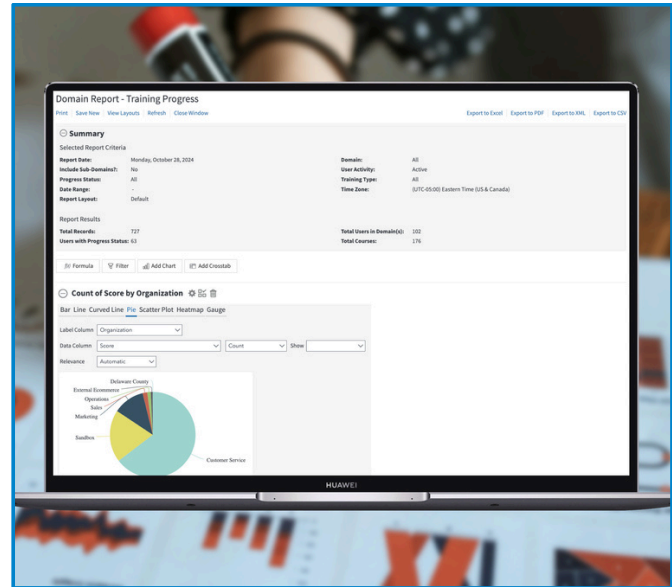 Domain Report - Training Progress
Print Save New View Layouts Refresh Close Window Export to Excel Export to PDF Export to XML Export to CSV
Summary
Selected Report Criteria
Report Date: Monday, October 28, 2024 Domain: All
Include Sub-Domains?: No User Activity: Active
Progress Status: All Training Type: All
Date Range: - Time Zone: (UTC-05:00) Eastern Time (US & Canada)
Report Layout: Default
Report Results
Total Records: 727 Total Users in Domain(s): 102
Users with Progress Status: 63 Total Courses: 176
Formula Filter Add Chart Add Crosstab
Count of Score by Organization
Bar Line Curved Line Pie Scatter Plot Heatmap Gauge
Label Column Organization
Data Column Score Count Show
Relevance Automatic
Delaware County
External Ecommerce
Operations
Sales
Marketing
Sandbox
Customer Service
HUAWEI